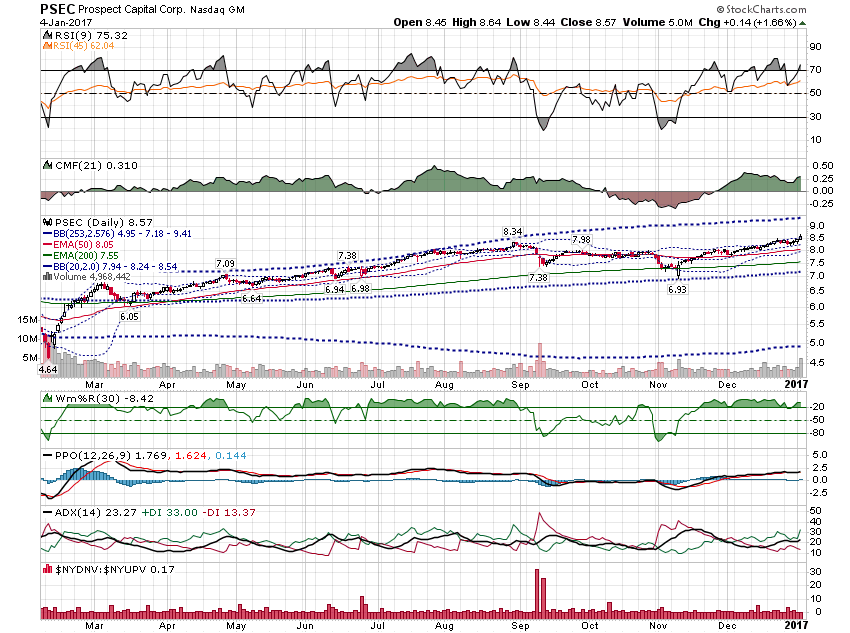 PSEC Prospect Capital Corp. Nasdaq GM
© StockCharts.com
4-Jan-2017
Open 8.45 High 8.64 Low 8.44 Close 8.57 Volume 5.0M Chg +0.14 (+1.66%)
RSI(9) 75.32
RSI(45) 62.04
90
70
50
30
10
CMF(21) 0.310
0.50
0.25
0.00
-0.25
PSEC (Daily) 8.57
BB(253,2.576) 4.95 - 7.18 - 9.41
EMA(50) 8.05
EMA(200) 7.55
BB(20,2.0) 7.94 - 8.24 - 8.54
Volume 4,968,442
9.0
8.5
8.0
7.5
7.0
6.5
6.0
5.5
5.0
4.5
15M
10M
5M
4.64
6.05
7.09
6.64
6.94
7.38
6.98
8.34
7.38
7.98
6.93
Mar Apr May Jun Jul Aug Sep Oct Nov Dec 2017
Wm%R(30) -8.42
-20
-50
-80
PPO(12,26,9) 1.769, 1.624, 0.144
5.0
2.5
0.0
-2.5
ADX(14) 23.27 +DI 33.00 -DI 13.37
50
40
30
20
10
$NYDNV:$NYUPV 0.17
30
20
10
0
Mar Apr May Jun Jul Aug Sep Oct Nov Dec 2017